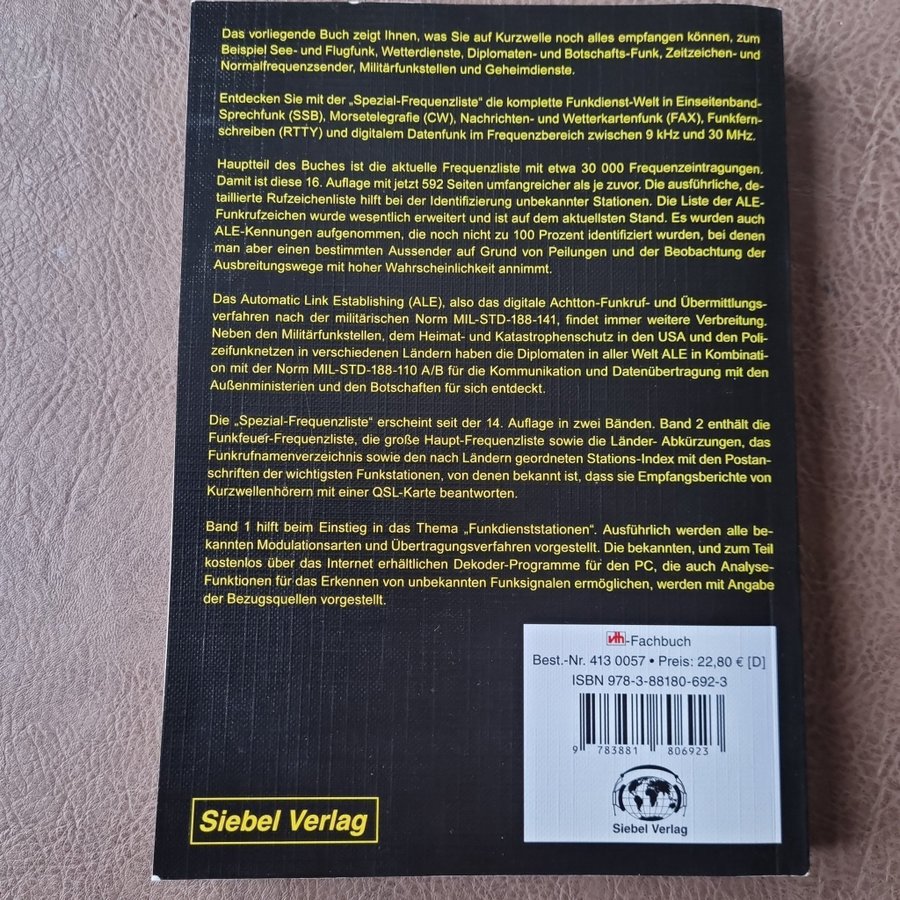 Das vorliegende Buch zeigt Ihnen, was Sie auf Kurzwelle noch alles empfangen können, zum
Beispiel See- und Flugfunk, Wetterdienste, Diplomaten- und Botschafts-Funk, Zeitzeichen- und
Normalfrequenzsender, Militärfunkstellen und Geheimdienste.
Entdecken Sie mit der „Spezial-Frequenzliste“ die komplette Funkdienst-Welt in Einseitenband-
Sprechfunk (SSB), Morsetelegrafie (CW), Nachrichten- und Wetterkartenfunk (FAX), Funkfern-
schreiben (RTTY) und digitalem Datenfunk im Frequenzbereich zwischen 9 kHz und 30 MHz.
Hauptteil des Buches ist die aktuelle Frequenzliste mit etwa 30 000 Frequenzeintragungen.
Damit ist diese 16. Auflage mit jetzt 592 Seiten umfangreicher als je zuvor. Die ausführliche, de-
taillierte Rufzeichenliste hilft bei der Identifizierung unbekannter Stationen. Die Liste der ALE-
Funkrufzeichen wurde wesentlich erweitert und ist auf dem aktuellsten Stand. Es wurden auch
ALE-Kennungen aufgenommen, die noch nicht zu 100 Prozent identifiziert wurden, bei denen
man aber einen bestimmten Aussender auf Grund von Peilungen und der Beobachtung der
Ausbreitungswege mit hoher Wahrscheinlichkeit annimmt.
Das Automatic Link Establishing (ALE), also das digitale Achtton-Funkruf- und Übermittlungs-
verfahren nach der militärischen Norm MIL-STD-188-141, findet immer weitere Verbreitung.
Neben den Militärfunkstellen, dem Heimat- und Katastrophenschutz in den USA und den Poli-
zeifunknetzen in verschiedenen Ländern haben die Diplomaten in aller Welt ALE in Kombinati-
on mit der Norm MIL-STD-188-110 A/B für die Kommunikation und Datenübertragung mit den
Außenministerien und den Botschaften für sich entdeckt.
Die „Spezial-Frequenzliste“ erscheint seit der 14. Auflage in zwei Bänden. Band 2 enthält die
Funkfeuer-Frequenzliste, die große Haupt-Frequenzliste sowie die Länder- Abkürzungen, das
Funkrufnamenverzeichnis sowie den nach Ländern geordneten Stations-Index mit den Postan-
schriften der wichtigsten Funkstationen, von denen bekannt ist, dass sie Empfangsberichte von
Kurzwellenhörern mit einer QSL-Karte beantworten.
Band 1 hilft beim Einstieg in das Thema „Funkdienststationen“. Ausführlich werden alle be-
kannten Modulationsarten und Übertragungsverfahren vorgestellt. Die bekannten, und zum Teil
kostenlos über das Internet erhältlichen Dekoder-Programme für den PC, die auch Analyse-
Funktionen für das Erkennen von unbekannten Funksignalen ermöglichen, werden mit Angabe
der Bezugsquellen vorgestellt.
vth-Fachbuch
Best.-Nr. 413 0057 • Preis: 22,80 € [D]
ISBN 978-3-88180-692-3
9 783881 806923
Siebel Verlag
Siebel Verlag